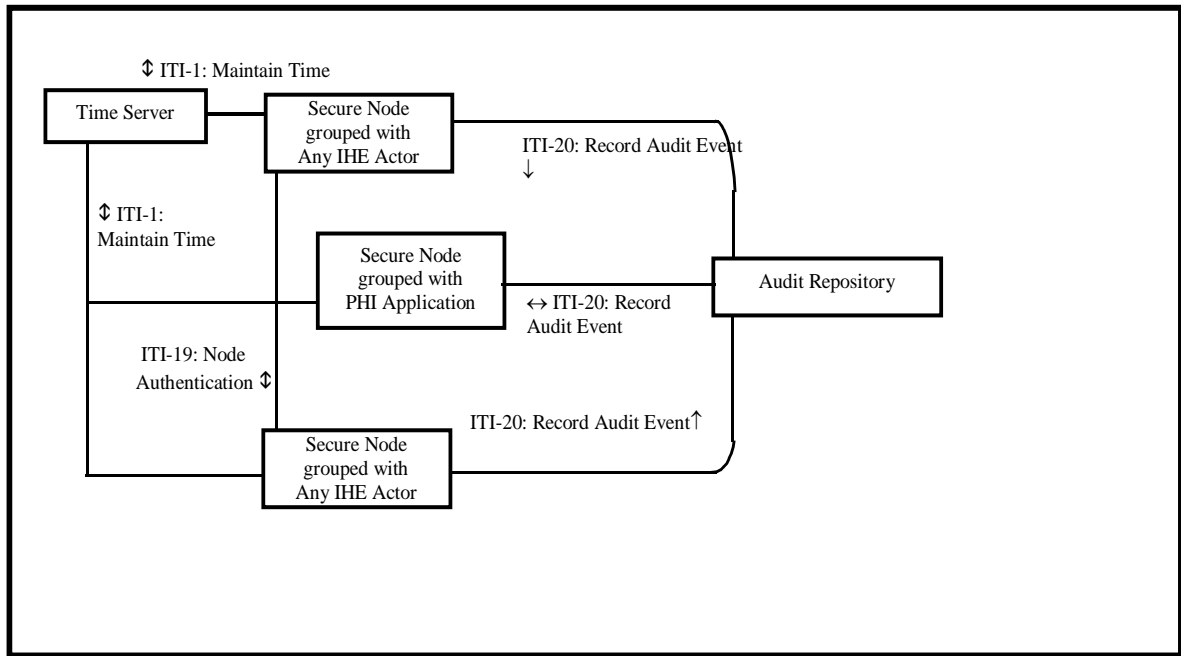 ⇕ ITI-1: Maintain Time
Time Server
Secure Node
grouped with
Any IHE Actor
ITI-20: Record Audit Event
↓
⇕ ITI-1:
Maintain Time
Secure Node
grouped with
PHI Application
Audit Repository
↔ ITI-20: Record
Audit Event
ITI-19: Node
Authentication ⇕
ITI-20: Record Audit Event↑
Secure Node
grouped with
Any IHE Actor